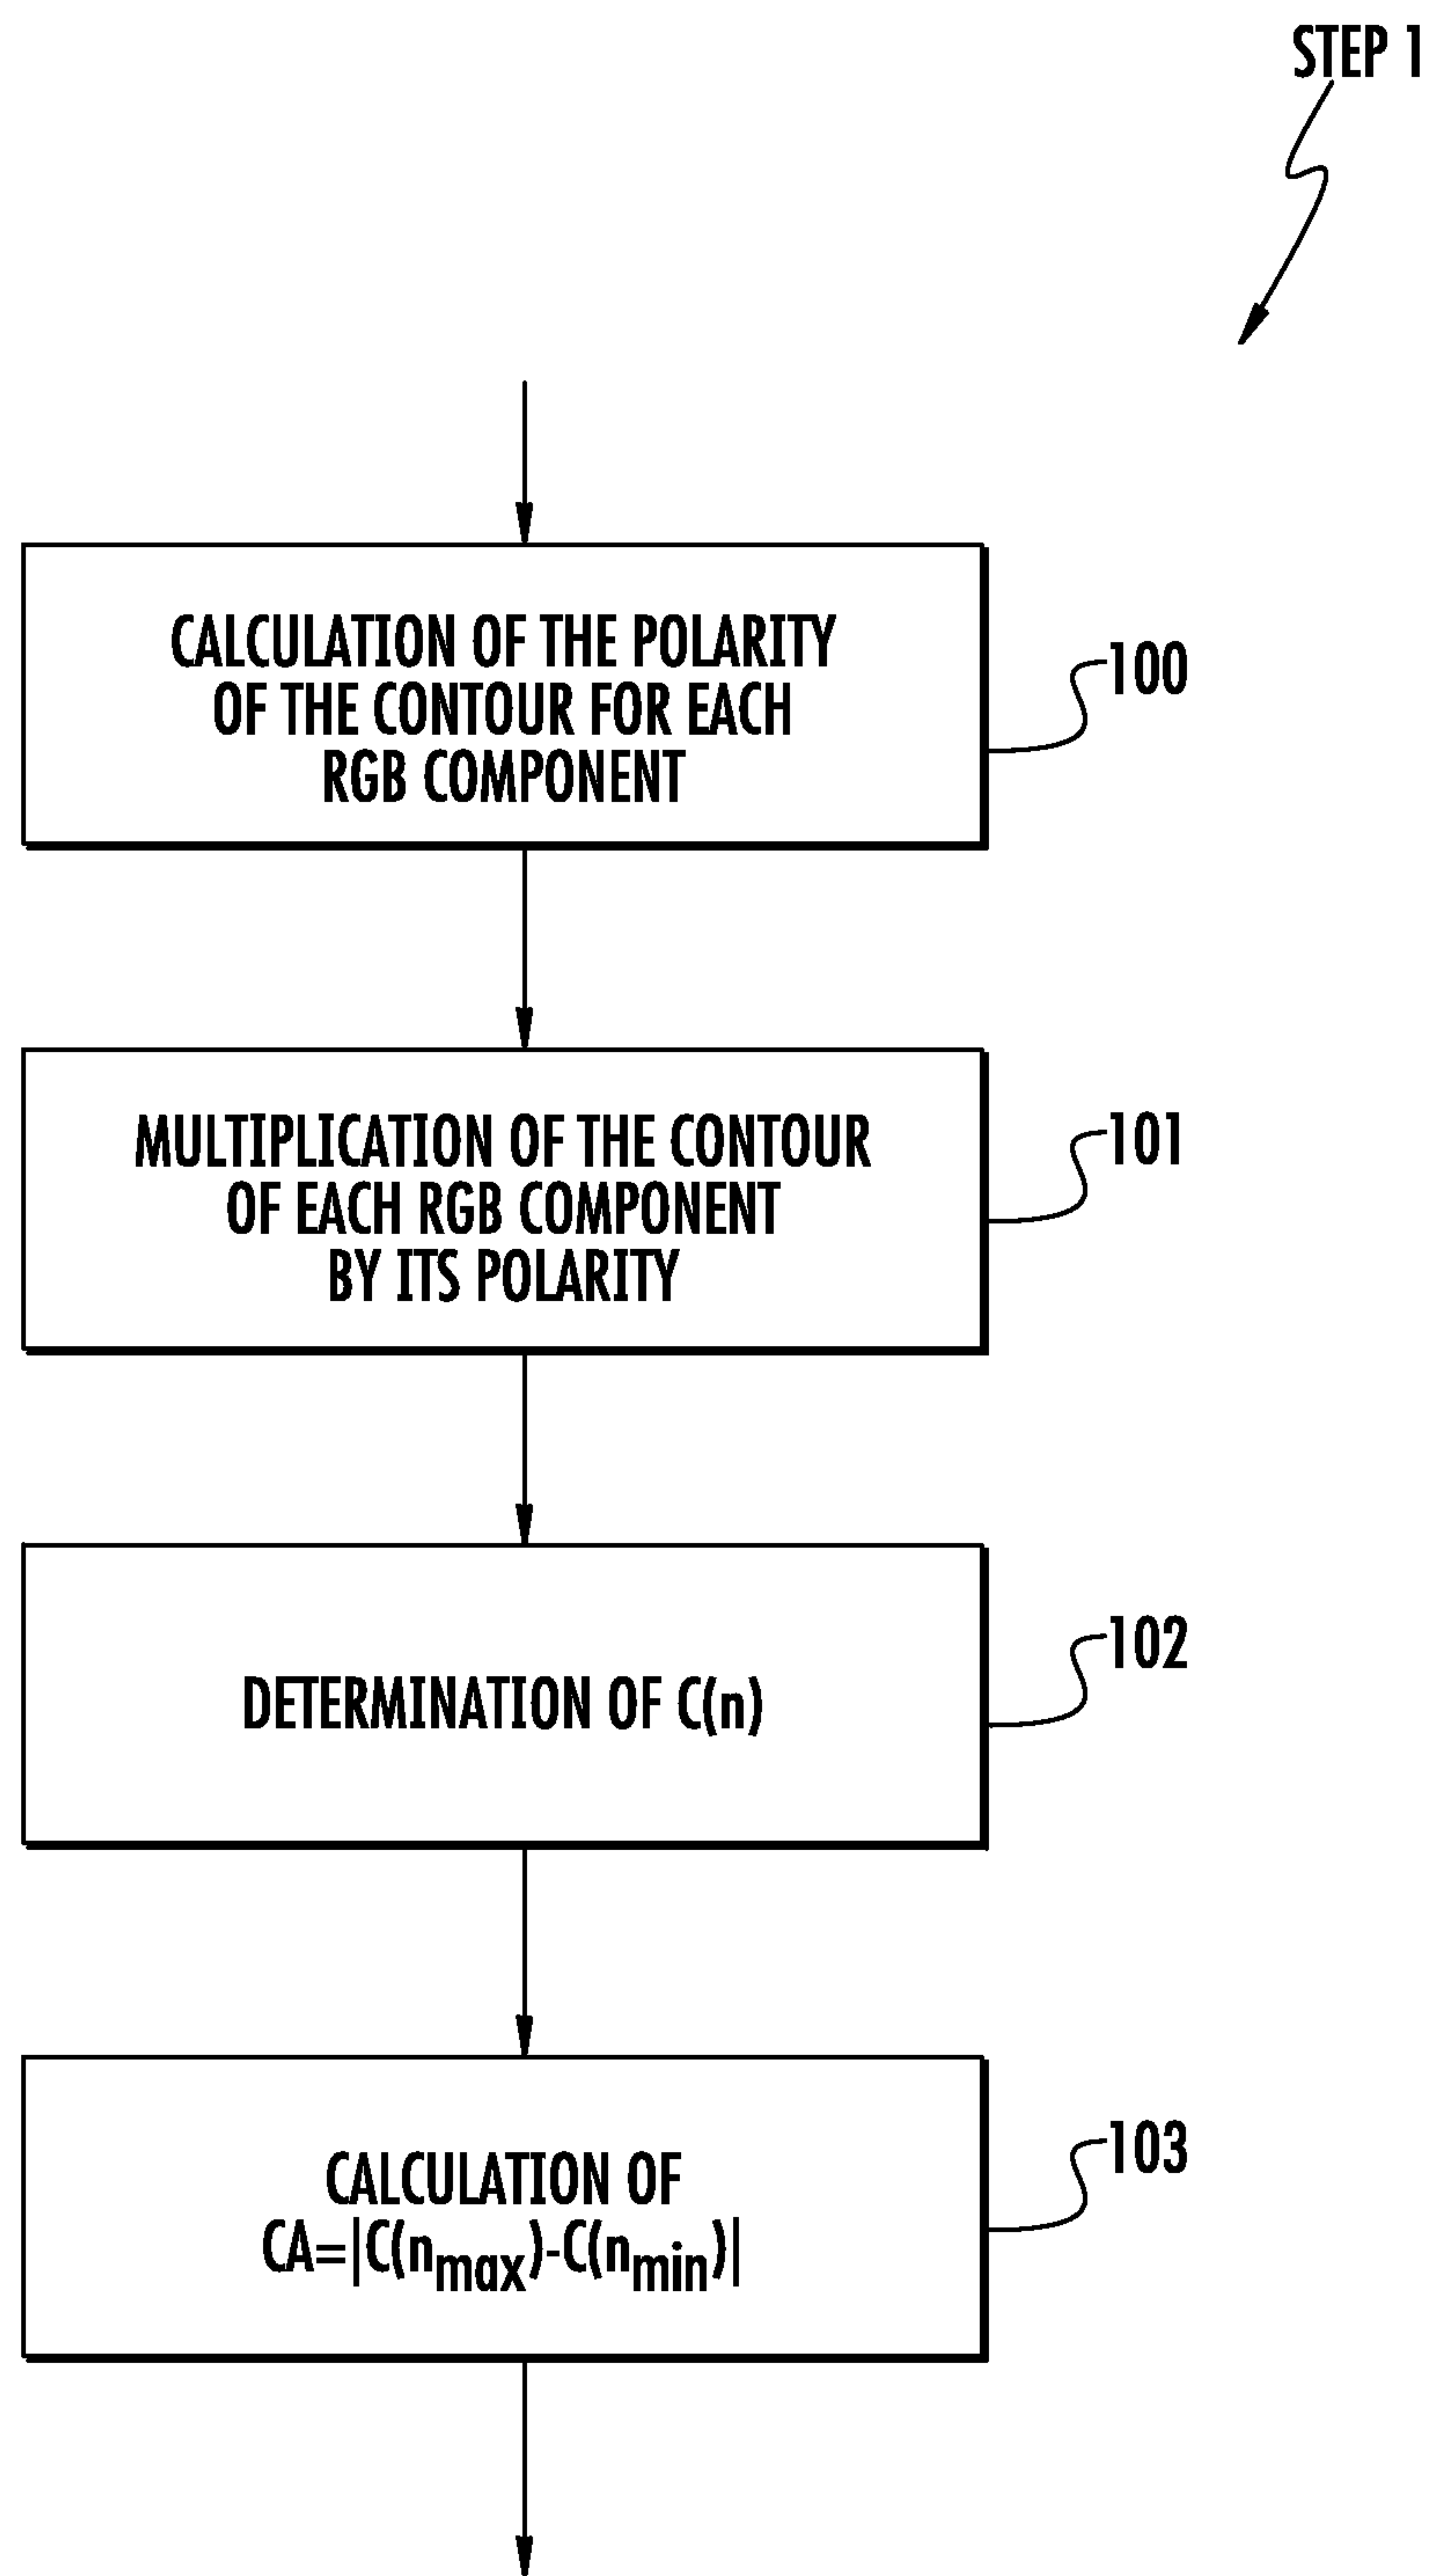 STEP 1
CALCULATION OF THE POLARITY
OF THE CONTOUR FOR EACH
RGB COMPONENT
100
MULTIPLICATION OF THE CONTOUR
OF EACH RGB COMPONENT
BY ITS POLARITY
101
DETERMINATION OF C(n)
102
CALCULATION OF
CA=|C(nmax)-C(nmin)|
103